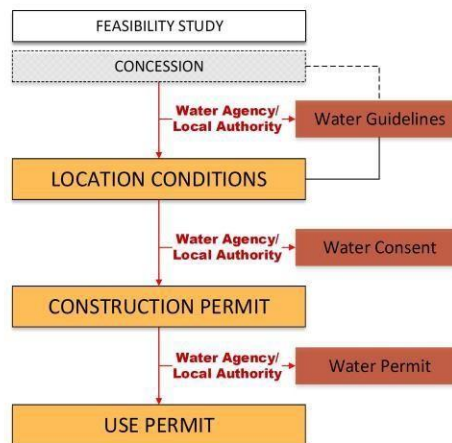 FEASIBILITY STUDY
CONCESSION
Water Agency/
Local Authority
Water Guidelines
LOCATION CONDITIONS
Water Agency/
Local Authority
Water Consent
CONSTRUCTION PERMIT
Water Agency/
Local Authority
Water Permit
USE PERMIT